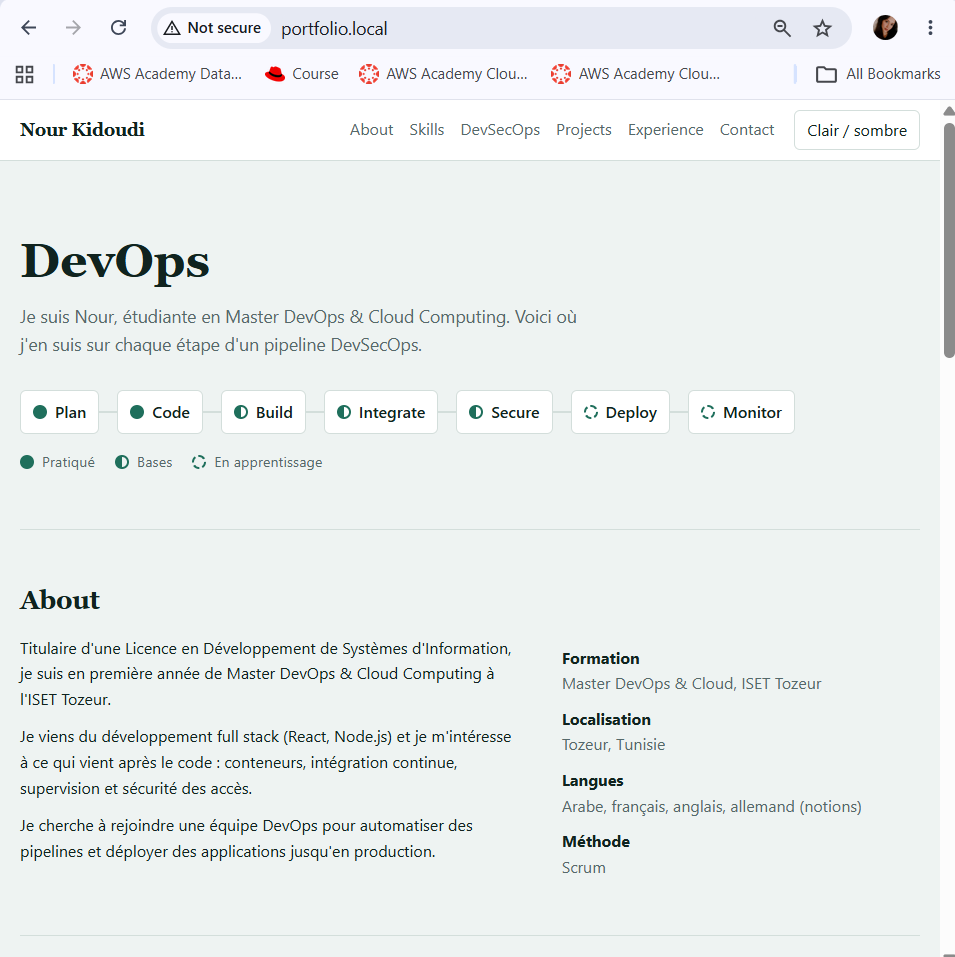 Not secure
portfolio.local
AWS Academy Data...
Course
AWS Academy Clou...
AWS Academy Clou...
All Bookmarks
Nour Kidoudi
About
Skills
DevSecOps
Projects
Experience
Contact
Clair / sombre
DevOps
Je suis Nour, étudiante en Master DevOps & Cloud Computing. Voici où
j'en suis sur chaque étape d'un pipeline DevSecOps.
Plan
Code
Build
Integrate
Secure
Deploy
Monitor
Pratiqué
Bases
En apprentissage
About
Titulaire d'une Licence en Développement de Systèmes d'Information,
je suis en première année de Master DevOps & Cloud Computing à
l'ISET Tozeur.
Je viens du développement full stack (React, Node.js) et je m'intéresse
à ce qui vient après le code : conteneurs, intégration continue,
supervision et sécurité des accès.
Je cherche à rejoindre une équipe DevOps pour automatiser des
pipelines et déployer des applications jusqu'en production.
Formation
Master DevOps & Cloud, ISET Tozeur
Localisation
Tozeur, Tunisie
Langues
Arabe, français, anglais, allemand (notions)
Méthode
Scrum